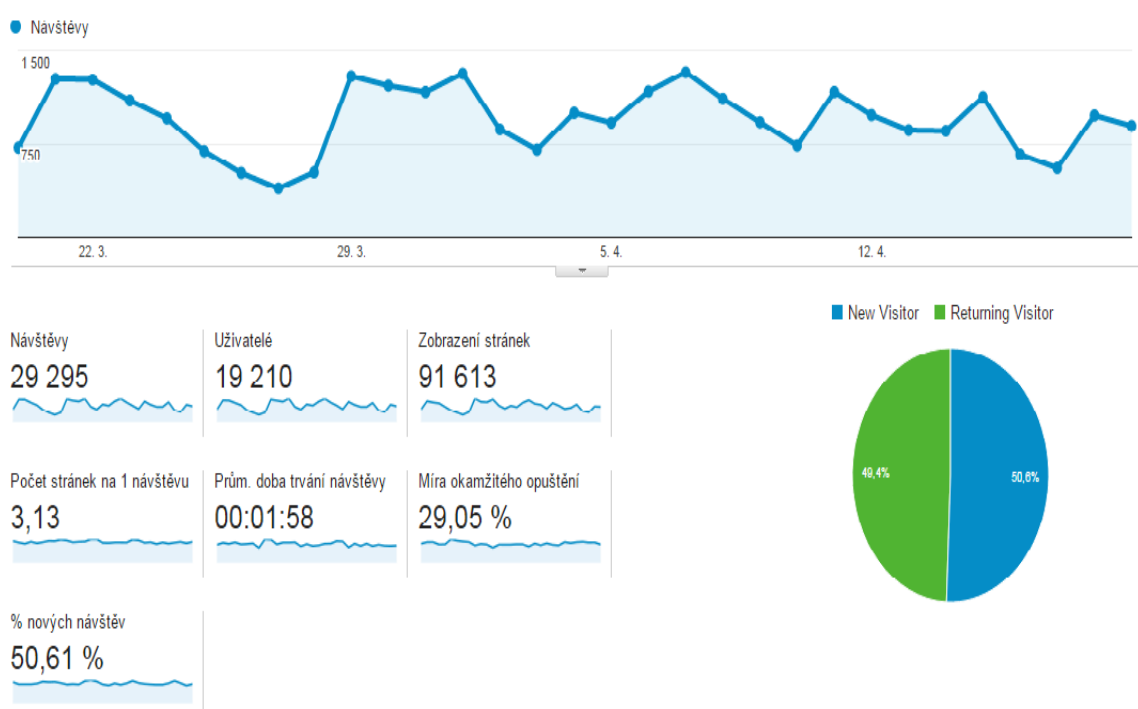 Návštěvy
1 500
750
22. 3.
29. 3.
5. 4.
12. 4.
New Visitor
Returning Visitor
Návštěvy
29 295
Uživatelé
19 210
Zobrazení stránek
91 613
49,4%
50,6%
Počet stránek na 1 návštěvu
3,13
Prům. doba trvání návštěvy
00:01:58
Míra okamžitého opuštění
29,05 %
% nových návštěv
50,61 %